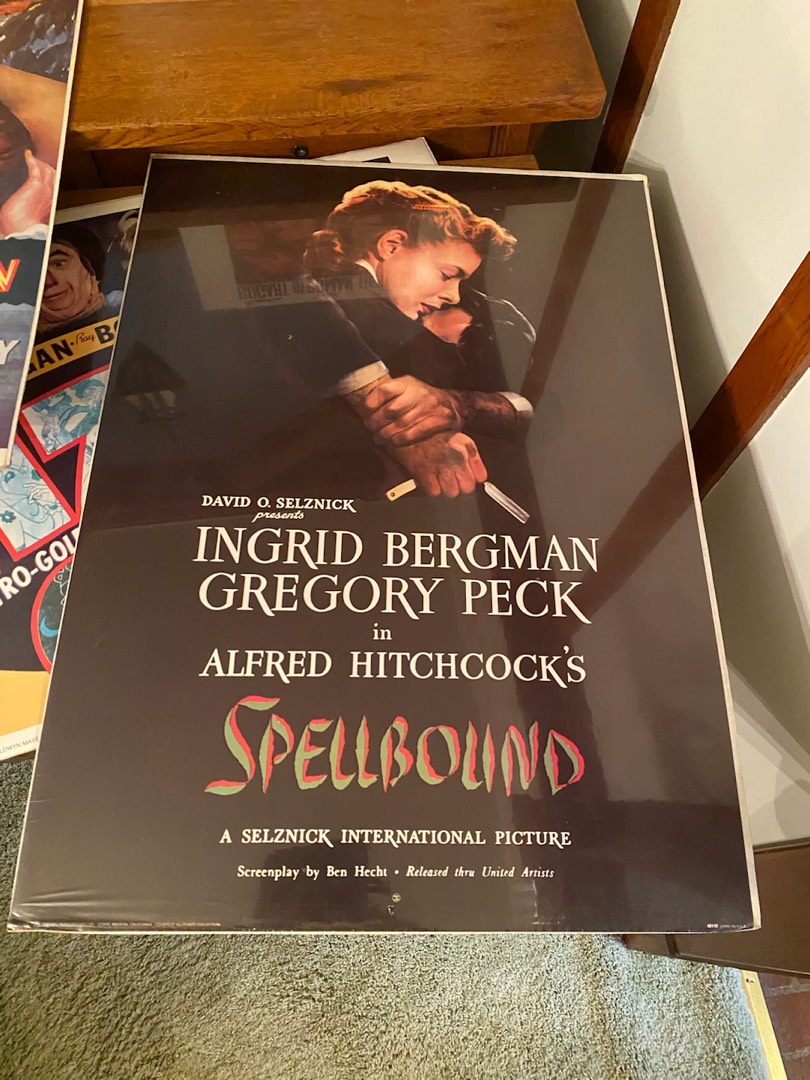 DAVID O. SELZNICK
presents
INGRID BERGMAN
GREGORY PECK
in
ALFRED HITCHCOCK'S
SPELLBOUND
A SELZNICK INTERNATIONAL PICTURE
Screenplay by Ben Hecht • Released thru United Artists
Ray